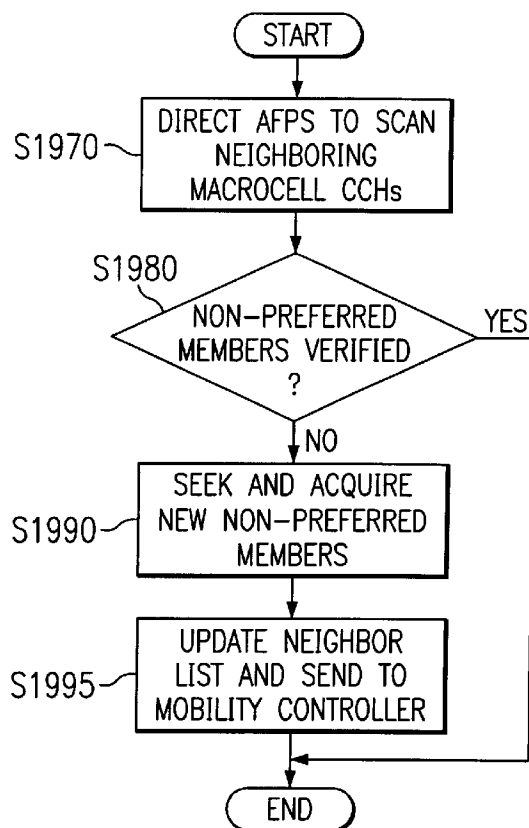 START
S1970
DIRECT AFPS TO SCAN
NEIGHBORING
MACROCELL CCHs
S1980
NON-PREFERRED
MEMBERS VERIFIED
?
YES
NO
S1990
SEEK AND ACQUIRE
NEW NON-PREFERRED
MEMBERS
S1995
UPDATE NEIGHBOR
LIST AND SEND TO
MOBILITY CONTROLLER
END